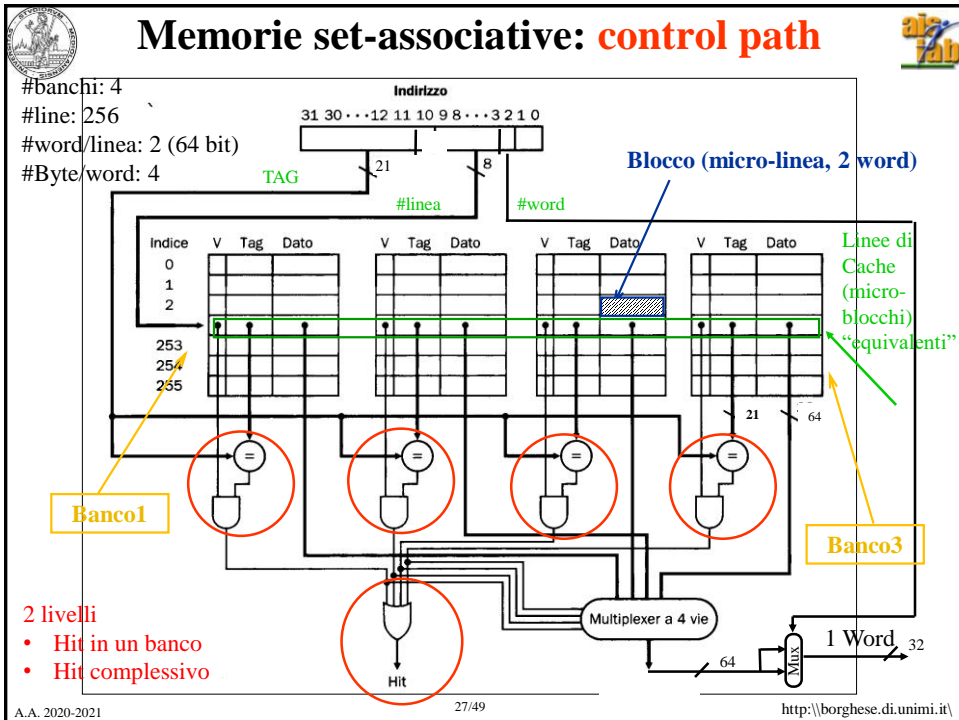 Memorie set-associative: control path
#banchi: 4
#line: 256 `
#word/linea: 2 (64 bit)
#Byte/word: 4
Indirizzo
31 30 · · · 12 11 10 9 8 · · · 3 2 1 0
TAG
21
8
#linea
#word
Blocco (micro-linea, 2 word)
Indice V Tag Dato V Tag Dato V Tag Dato V Tag Dato
0
1
2
253
254
255
Linee di
Cache
(micro-
blocchi)
“equivalenti”
21
64
= = = =
Banco1
Banco3
2 livelli
• Hit in un banco
• Hit complessivo
Hit
Multiplexer a 4 vie
64
Mux
1 Word
32
A.A. 2020-2021
27/49
http:\\borghese.di.unimi.it\